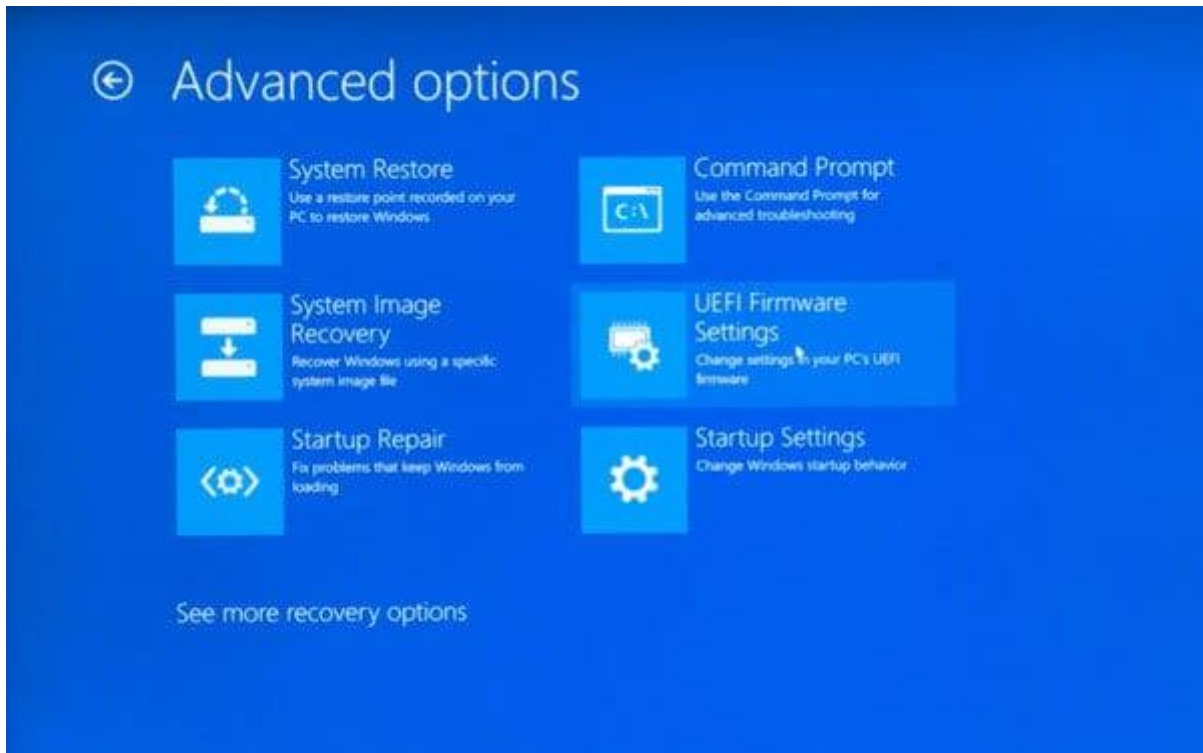 Advanced options
System Restore
Use a restore point recorded on your
PC to restore Windows
Command Prompt
Use the Command Prompt for
advanced troubleshooting
C:\
System Image
Recovery
Recover Windows using a specific
system image file
UEFI Firmware
Settings
Change settings in your PC's UEFI
firmware
Startup Repair
Fix problems that keep Windows from
loading
Startup Settings
Change Windows startup behavior
See more recovery options